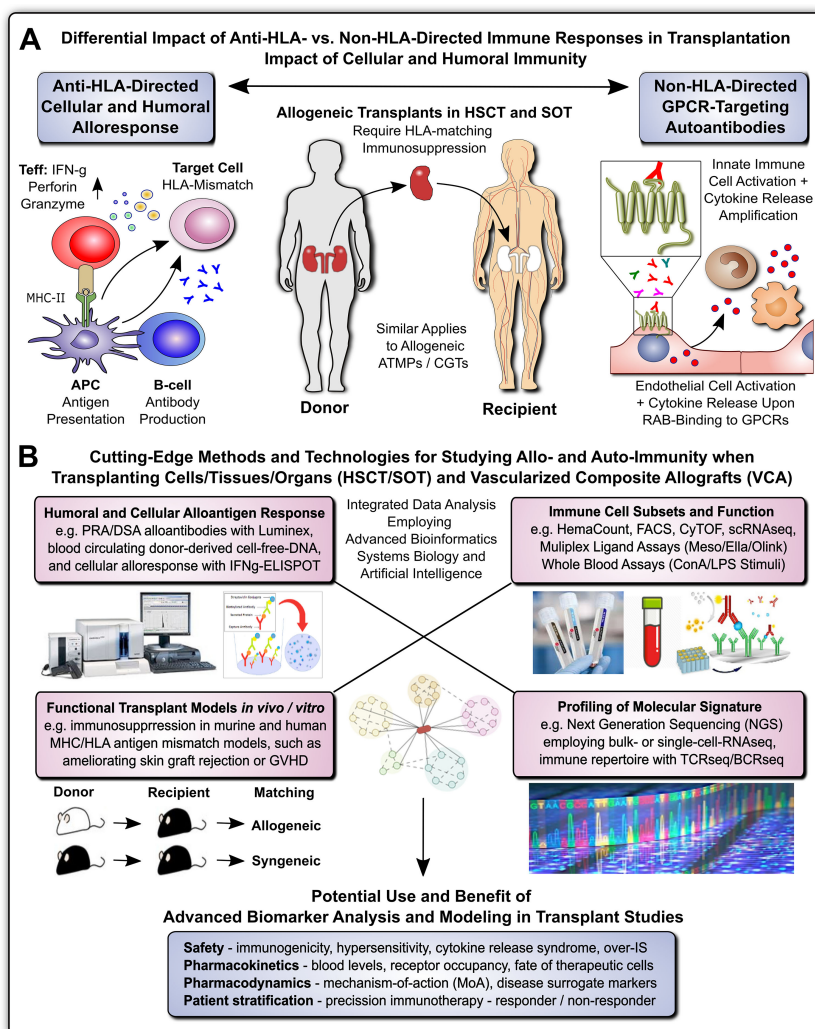 A
Differential Impact of Anti-HLA- vs. Non-HLA-Directed Immune Responses in Transplantation
Impact of Cellular and Humoral Immunity
Anti-HLA-Directed
Cellular and Humoral
Alloresponse
Non-HLA-Directed
GPCR-Targeting
Autoantibodies
Allogeneic Transplants in HSCT and SOT
Require HLA-matching
Immunosuppression
Teff: IFN-g
Perforin
Granzyme
Target Cell
HLA-Mismatch
MHC-II
APC
Antigen
Presentation
B-cell
Antibody
Production
Similar Applies
to Allogeneic
ATMPs / CGTs
Donor
Recipient
Innate Immune
Cell Activation +
Cytokine Release
Amplification
Endothelial Cell Activation
+ Cytokine Release Upon
RAB-Binding to GPCRs
B
Cutting-Edge Methods and Technologies for Studying Allo- and Auto-Immunity when
Transplanting Cells/Tissues/Organs (HSCT/SOT) and Vascularized Composite Allografts (VCA)
Humoral and Cellular Alloantigen Response
e.g. PRA/DSA alloantibodies with Luminex,
blood circulating donor-derived cell-free-DNA,
and cellular alloresponse with IFNg-ELISPOT
Integrated Data Analysis
Employing
Advanced Bioinformatics
Systems Biology and
Artificial Intelligence
Immune Cell Subsets and Function
e.g. HemaCount, FACS, CyTOF, scRNAseq,
Muliplex Ligand Assays (Meso/Ella/Olink)
Whole Blood Assays (ConA/LPS Stimuli)
Functional Transplant Models in vivo / vitro
e.g. immunosupprression in murine and human
MHC/HLA antigen mismatch models, such as
ameliorating skin graft rejection or GVHD
Profiling of Molecular Signature
e.g. Next Generation Sequencing (NGS)
employing bulk- or single-cell-RNAseq,
immune repertoire with TCRseq/BCRseq
Donor
Recipient
Matching
Allogeneic
Syngeneic
Potential Use and Benefit of
Advanced Biomarker Analysis and Modeling in Transplant Studies
Safety - immunogenicity, hypersensitivity, cytokine release syndrome, over-IS
Pharmacokinetics - blood levels, receptor occupancy, fate of therapeutic cells
Pharmacodynamics - mechanism-of-action (MoA), disease surrogate markers
Patient stratification - precission immunotherapy - responder / non-responder